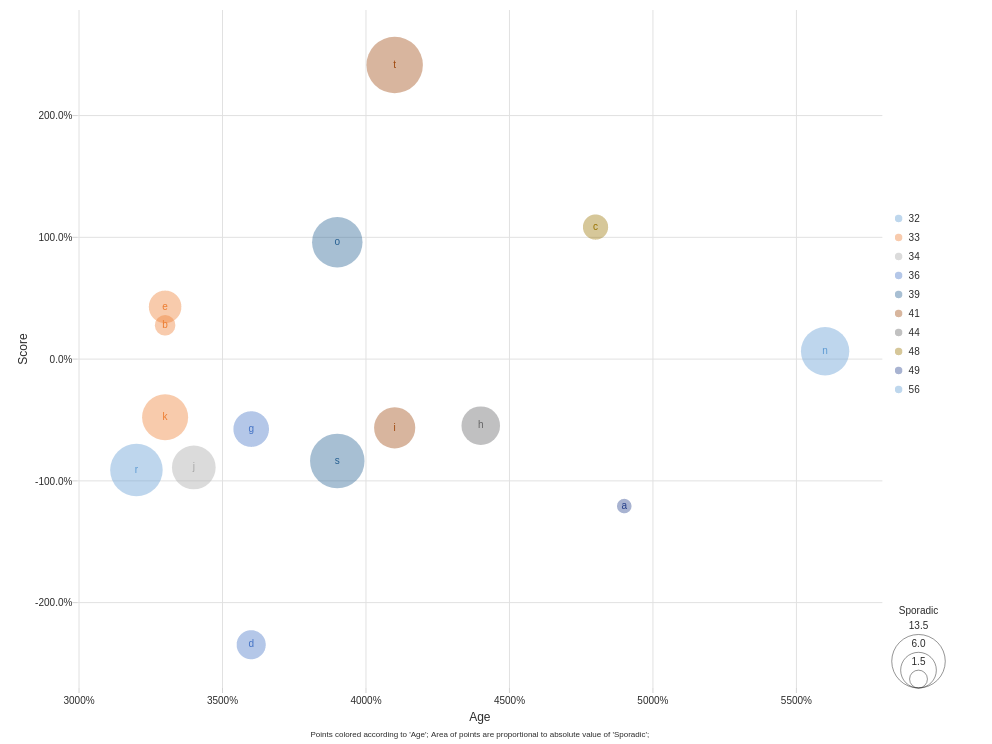 200.0%
100.0%
0.0%
-100.0%
-200.0%
Score
t
o
c
e
b
n
k
g
i
h
r
j
s
a
d
3000%
3500%
4000%
4500%
5000%
5500%
Age
Points colored according to 'Age'; Area of points are proportional to absolute value of 'Sporadic';
32
33
34
36
39
41
44
48
49
56
Sporadic
13.5
6.0
1.5